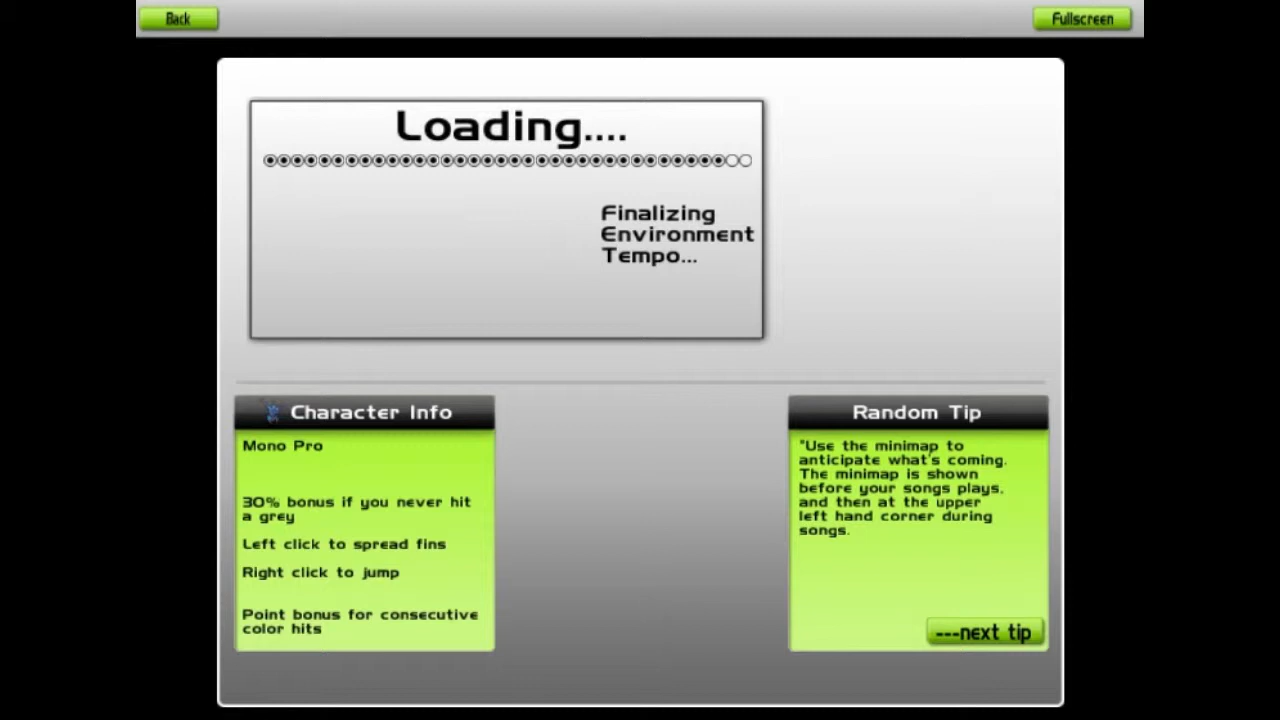 Back
Fullscreen
Loading....
Finalizing
Environment
Tempo...
Character Info
Mono Pro
30% bonus if you never hit
a grey
Left click to spread fins
Right click to jump
Point bonus for consecutive
color hits
Random Tip
"Use the minimap to
anticipate what's coming.
The minimap is shown
before your songs plays,
and then at the upper
left hand corner during
songs.
---next tip